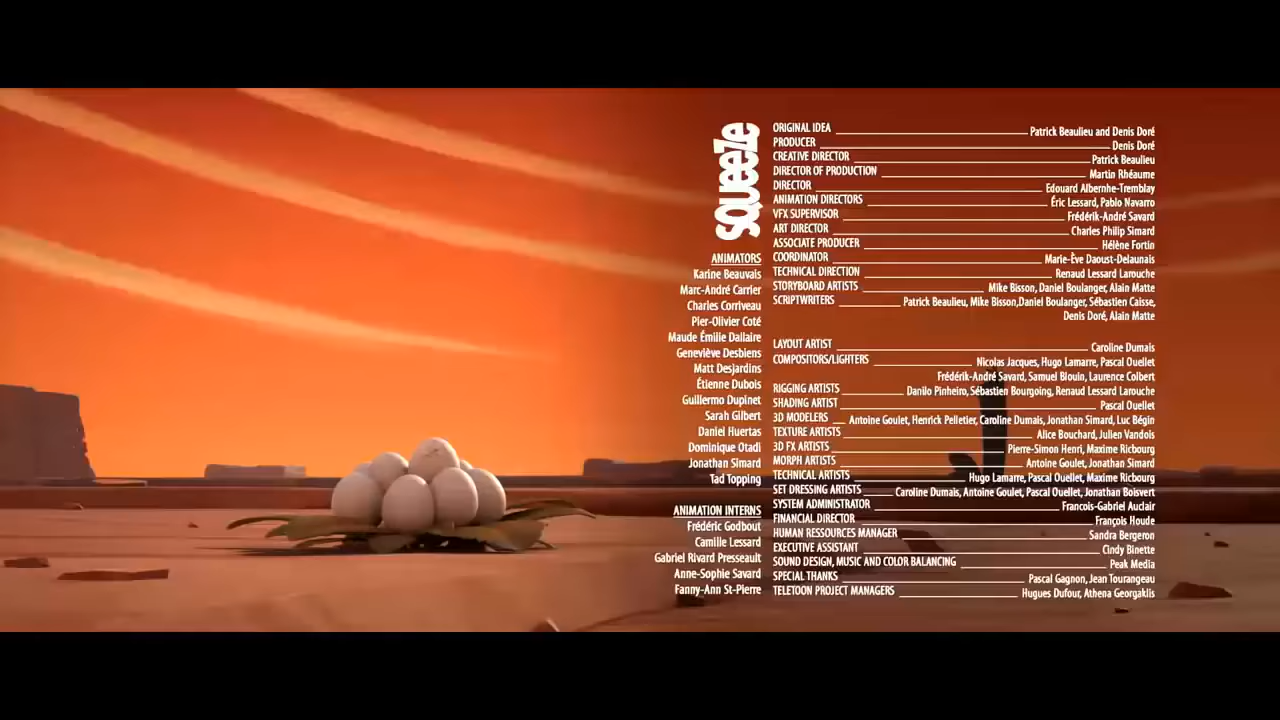 squeeze
ORIGINAL IDEA Patrick Beaulieu and Denis Doré
PRODUCER Denis Doré
CREATIVE DIRECTOR Patrick Beaulieu
DIRECTOR OF PRODUCTION Martin Rhéaume
DIRECTOR Edouard Albernhe-Tremblay
ANIMATION DIRECTORS Éric Lessard, Pablo Navarro
VFX SUPERVISOR Frédérik-André Savard
ART DIRECTOR Charles Philip Simard
ASSOCIATE PRODUCER Hélène Fortin
COORDINATOR Marie-Ève Daoust-Delaunais
TECHNICAL DIRECTION Renaud Lessard Larouche
STORYBOARD ARTISTS Mike Bisson, Daniel Boulanger, Alain Matte
SCRIPTWRITERS Patrick Beaulieu, Mike Bisson,Daniel Boulanger, Sébastien Caisse,
Denis Doré, Alain Matte
LAYOUT ARTIST Caroline Dumais
COMPOSITORS/LIGHTERS Nicolas Jacques, Hugo Lamarre, Pascal Ouellet
Frédérik-André Savard, Samuel Blouin, Laurence Colbert
RIGGING ARTISTS Danilo Pinheiro, Sébastien Bourgoing, Renaud Lessard Larouche
SHADING ARTIST Pascal Ouellet
3D MODELERS Antoine Goulet, Henrick Pelletier, Caroline Dumais, Jonathan Simard, Luc Bégin
TEXTURE ARTISTS Alice Bouchard, Julien Vandois
3D FX ARTISTS Pierre-Simon Henri, Maxime Ricbourg
MORPH ARTISTS Antoine Goulet, Jonathan Simard
TECHNICAL ARTISTS Hugo Lamarre, Pascal Ouellet, Maxime Ricbourg
SET DRESSING ARTISTS Caroline Dumais, Antoine Goulet, Pascal Ouellet, Jonathan Boisvert
SYSTEM ADMINISTRATOR Francois-Gabriel Auclair
FINANCIAL DIRECTOR François Houde
HUMAN RESSOURCES MANAGER Sandra Bergeron
EXECUTIVE ASSISTANT Cindy Binette
SOUND DESIGN, MUSIC AND COLOR BALANCING Peak Media
SPECIAL THANKS Pascal Gagnon, Jean Tourangeau
TELETOON PROJECT MANAGERS Hugues Dufour, Athena Georgaklis
ANIMATORS
Karine Beauvais
Marc-André Carrier
Charles Corriveau
Pier-Olivier Coté
Maude Émilie Dallaire
Geneviève Desbiens
Matt Desjardins
Étienne Dubois
Guillermo Dupinet
Sarah Gilbert
Daniel Huertas
Dominique Otadi
Jonathan Simard
Tad Topping
ANIMATION INTERNS
Frédéric Godbout
Camille Lessard
Gabriel Rivard Presseault
Anne-Sophie Savard
Fanny-Ann St-Pierre